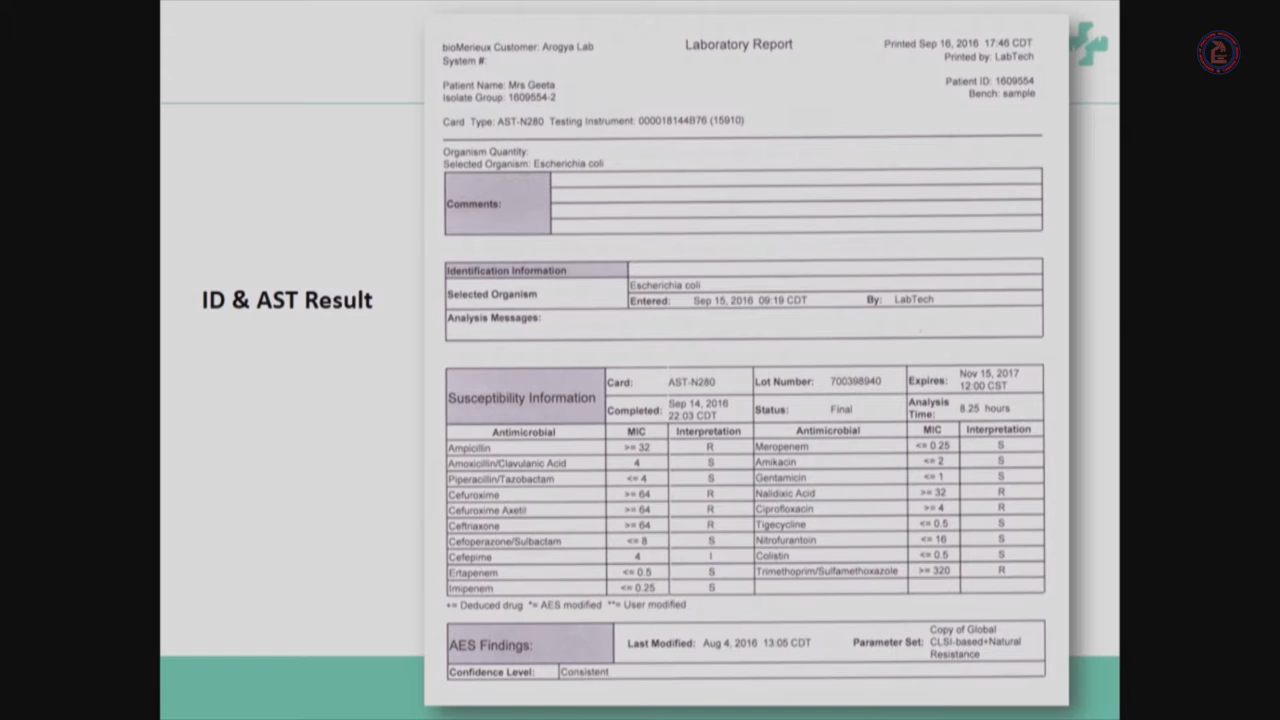 bioMerieux Customer: Arogya Lab
Laboratory Report
Printed Sep 16, 2016 17:46 CDT
System #:
Printed by: LabTech
Patient Name: Mrs Geeta
Patient ID: 1609554
Isolate Group: 1609554-2
Bench: sample
Card Type: AST-N280 Testing Instrument: 000018144B76 (15910)
Organism Quantity:
Selected Organism: Escherichia coli
Comments:
Identification Information
Selected Organism
Escherichia coli
Entered: Sep 15, 2016 09:19 CDT By: LabTech
Analysis Messages:
ID & AST Result
Susceptibility Information
Card: AST-N280 Lot Number: 700398940 Expires: Nov 15, 2017 12:00 CST
Completed: Sep 14, 2016 22:03 CDT Status: Final Analysis Time: 8.25 hours
Antimicrobial MIC Interpretation Antimicrobial MIC Interpretation
Ampicillin >= 32 R Meropenem <= 0.25 S
Amoxicillin/Clavulanic Acid 4 S Amikacin <= 2 S
Piperacillin/Tazobactam <= 4 S Gentamicin <= 1 S
Cefuroxime >= 64 R Nalidixic Acid >= 32 R
Cefuroxime Axetil >= 64 R Ciprofloxacin >= 4 R
Ceftriaxone >= 64 R Tigecycline <= 0.5 S
Cefoperazone/Sulbactam <= 8 S Nitrofurantoin <= 16 S
Cefepime 4 I Colistin <= 0.5 S
Ertapenem <= 0.5 S Trimethoprim/Sulfamethoxazole >= 320 R
Imipenem <= 0.25 S
+= Deduced drug *= AES modified **= User modified
AES Findings:
Last Modified: Aug 4, 2016 13:05 CDT Parameter Set: Copy of Global CLSI-based+Natural Resistance
Confidence Level: Consistent